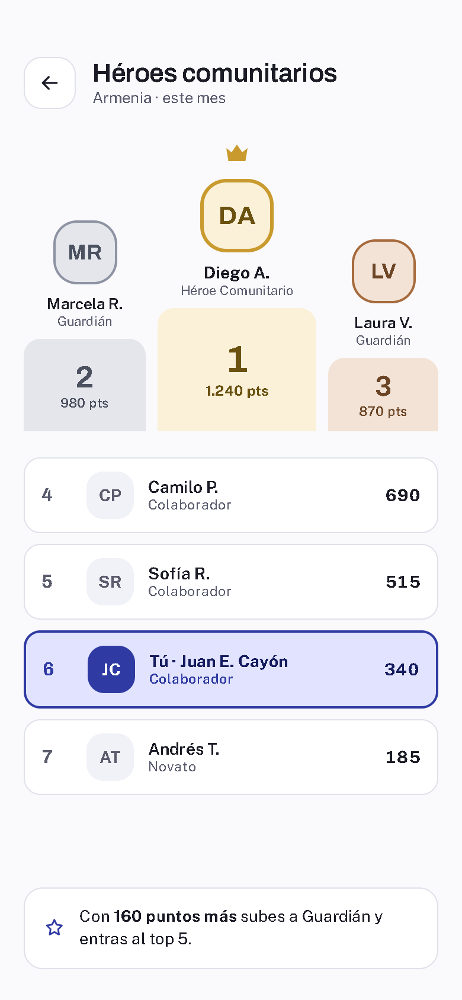 Héroes comunitarios
Armenia · este mes
DA
Diego A.
Héroe Comunitario
1
1.240 pts
MR
Marcela R.
Guardián
2
980 pts
LV
Laura V.
Guardián
3
870 pts
4 CP Camilo P. 690
Colaborador
5 SR Sofía R. 515
Colaborador
6 JC Tú · Juan E. Cayón 340
Colaborador
7 AT Andrés T. 185
Novato
Con 160 puntos más subes a Guardián y
entras al top 5.